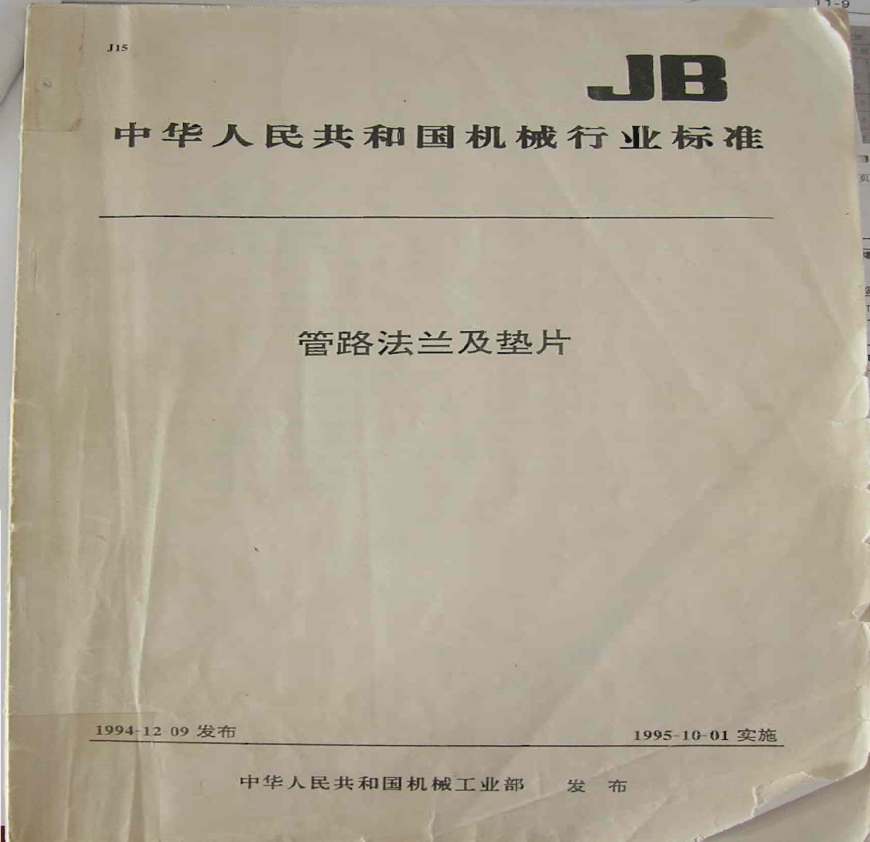 11-9
J15
JB
中华人民共和国机械行业标准
管路法兰及垫片
1994-12 09 发布
1995-10-01 实施
中华人民共和国机械工业部 发 布